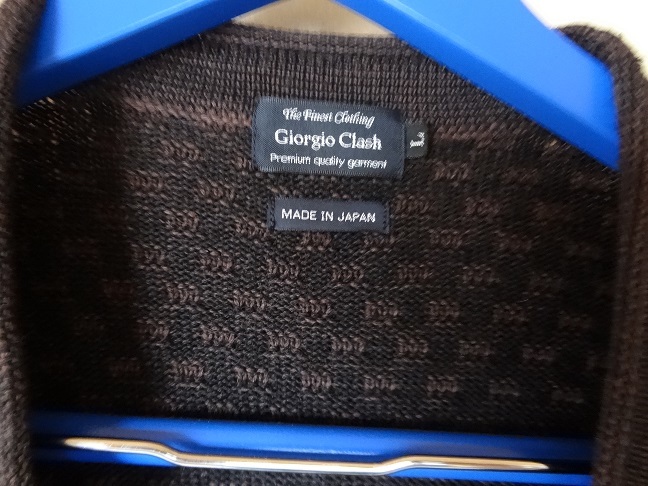 The Finest Clothing
Giorgio Clash
Premium quality garment
L
MADE IN JAPAN